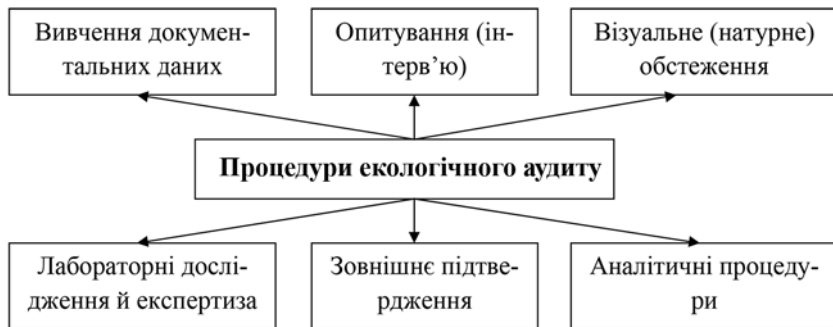 Вивчення докумен-
тальних даних
Опитування (ін-
терв’ю)
Візуальне (натурне)
обстеження
Процедури екологічного аудиту
Лабораторні дослі-
дження й експертиза
Зовнішнє підтве-
рдження
Аналітичні процеду-
ри